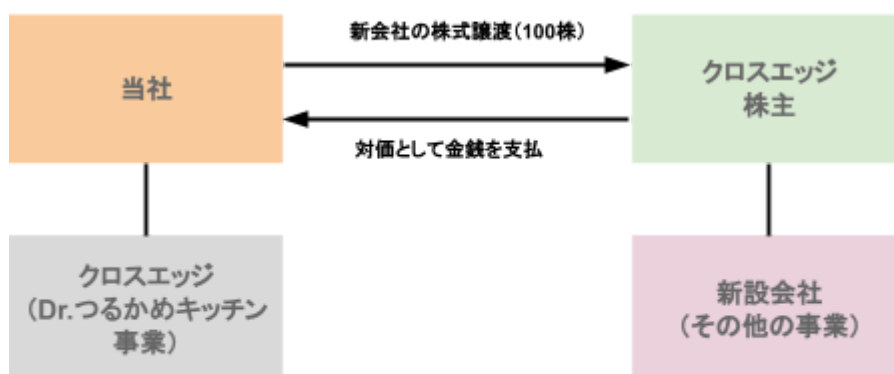 新会社の株式譲渡（100株）
当社
クロスエッジ
株主
対価として金銭を支払
クロスエッジ
（Dr.つるかめキッチン
事業）
新設会社
（その他の事業）